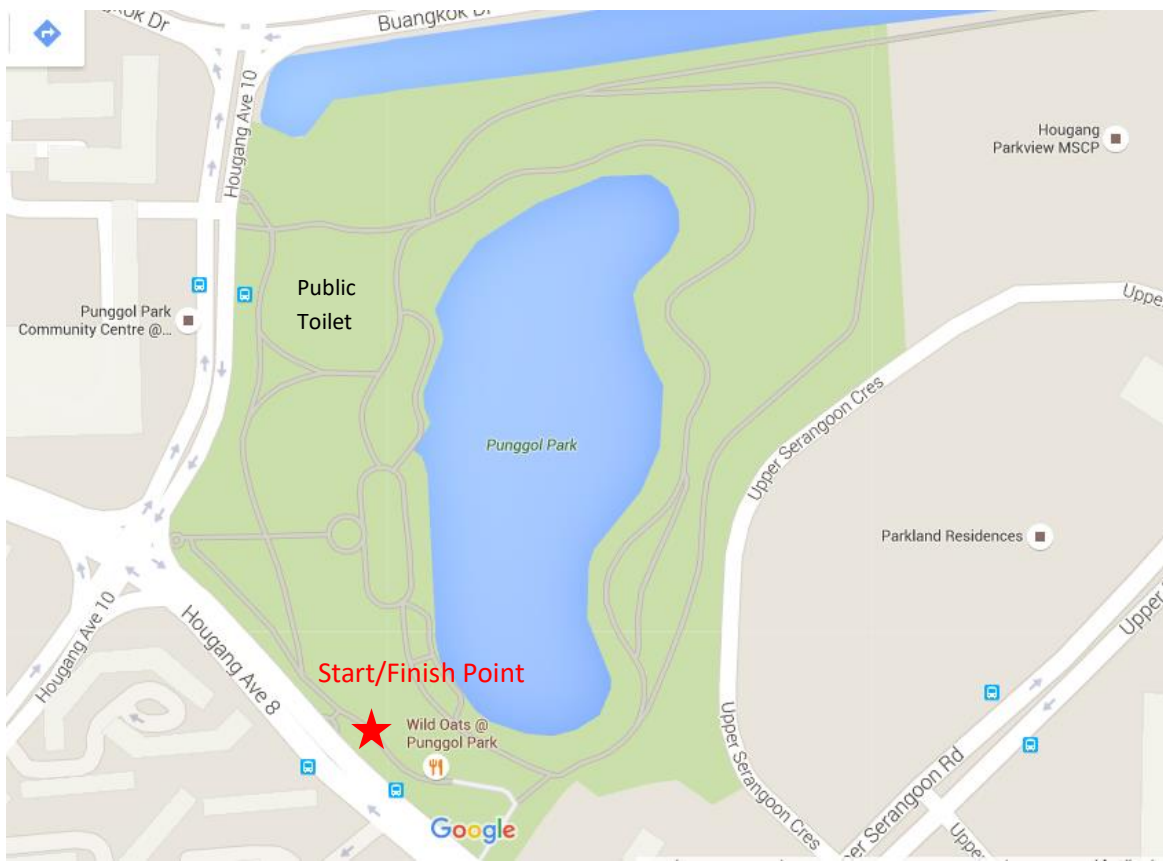 Buangkok Dr
Hougang Ave 10
Hougang
Parkview MSCP
Public
Toilet
Punggol Park
Community Centre @...
Upper Serangoon Cres
Punggol Park
Parkland Residences
Hougang Ave 10
Hougang Ave 8
Start/Finish Point
Wild Oats @
Punggol Park
Upper Serangoon Cres
Upper Serangoon Rd
Google